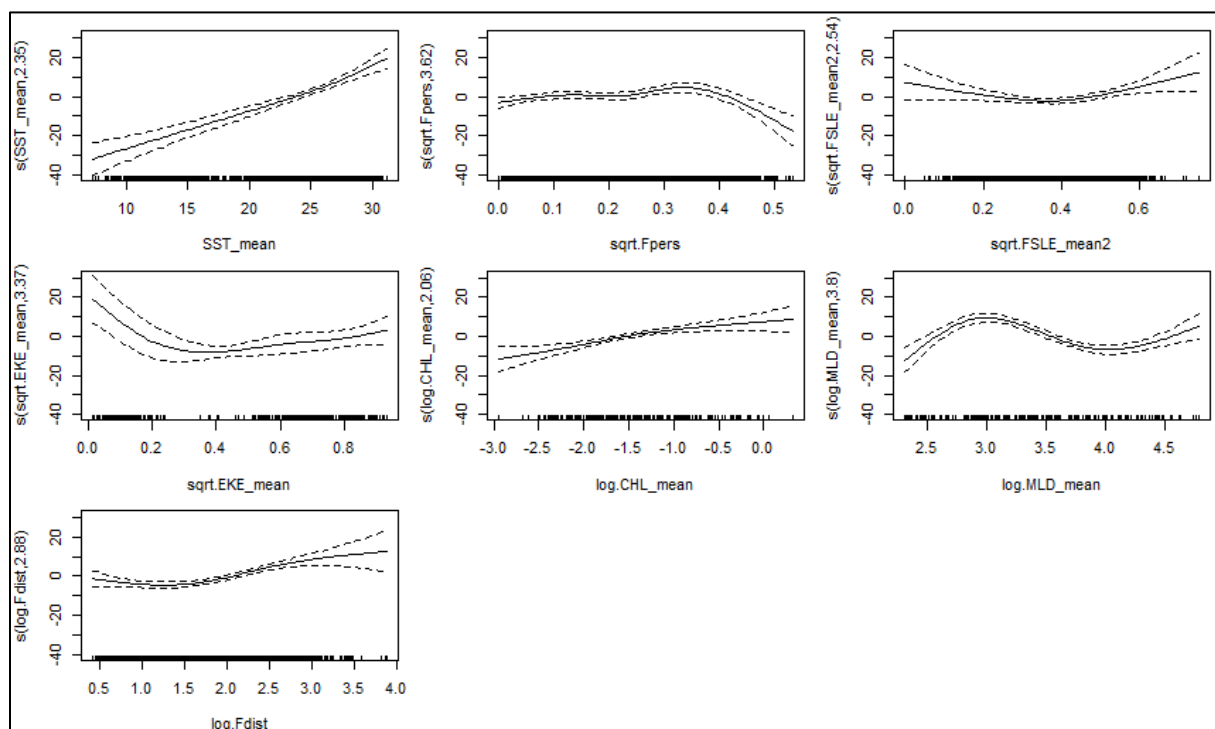 s(SST_mean,2.35)
20
0
-20
-40
10 15 20 25 30
SST_mean
s(sqrt.Fpers,3.62)
20
0
-20
-40
0.0 0.1 0.2 0.3 0.4 0.5
sqrt.Fpers
s(sqrt.FSLE_mean2,2.54)
20
0
-20
-40
0.0 0.2 0.4 0.6
sqrt.FSLE_mean2
s(sqrt.EKE_mean,3.37)
20
0
-20
-40
0.0 0.2 0.4 0.6 0.8
sqrt.EKE_mean
s(log.CHL_mean,2.06)
20
0
-20
-40
-3.0 -2.5 -2.0 -1.5 -1.0 -0.5 0.0
log.CHL_mean
s(log.MLD_mean,3.8)
20
0
-20
-40
2.5 3.0 3.5 4.0 4.5
log.MLD_mean
s(log.Fdist,2.88)
20
0
-20
-40
0.5 1.0 1.5 2.0 2.5 3.0 3.5 4.0
log.Fdist